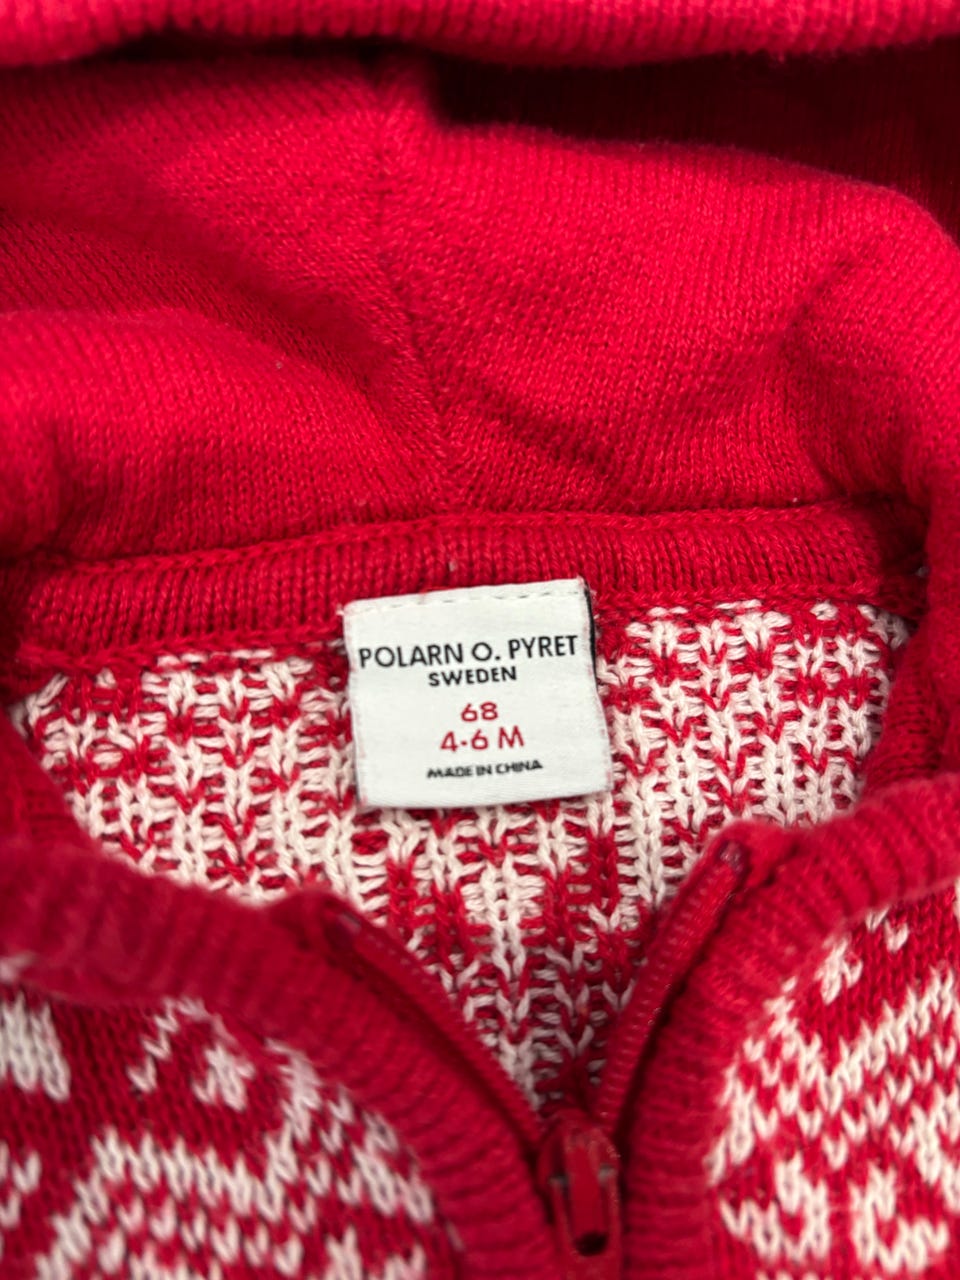 POLARN O. PYRET
SWEDEN
68
4-6 M
MADE IN CHINA